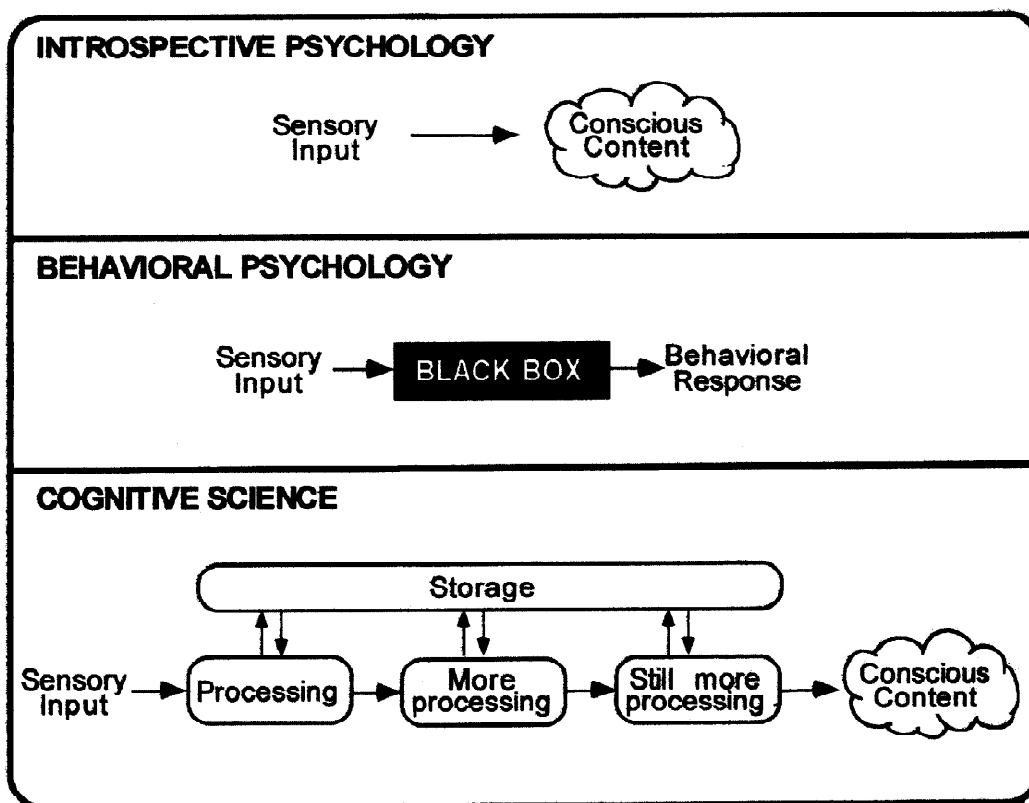 INTROSPECTIVE PSYCHOLOGY
Sensory
Input
Conscious
Content
BEHAVIORAL PSYCHOLOGY
Sensory
Input
BLACK BOX
Behavioral
Response
COGNITIVE SCIENCE
Storage
Sensory
Input
Processing
More
processing
Still more
processing
Conscious
Content